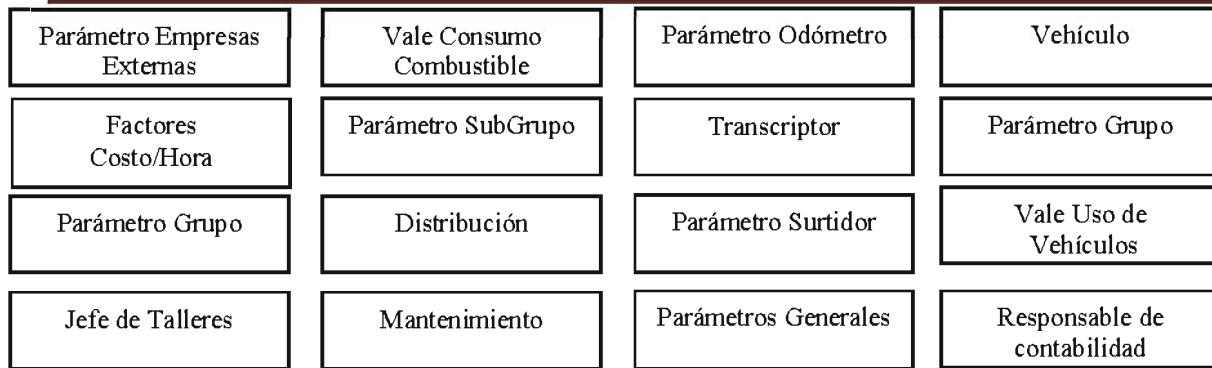 Parámetro Empresas
Externas
Vale Consumo
Combustible
Parámetro Odómetro
Vehículo
Factores
Costo/Hora
Parámetro SubGrupo
Transcriptor
Parámetro Grupo
Parámetro Grupo
Distribución
Parámetro Surtidor
Vale Uso de
Vehículos
Jefe de Talleres
Mantenimiento
Parámetros Generales
Responsable de
contabilidad